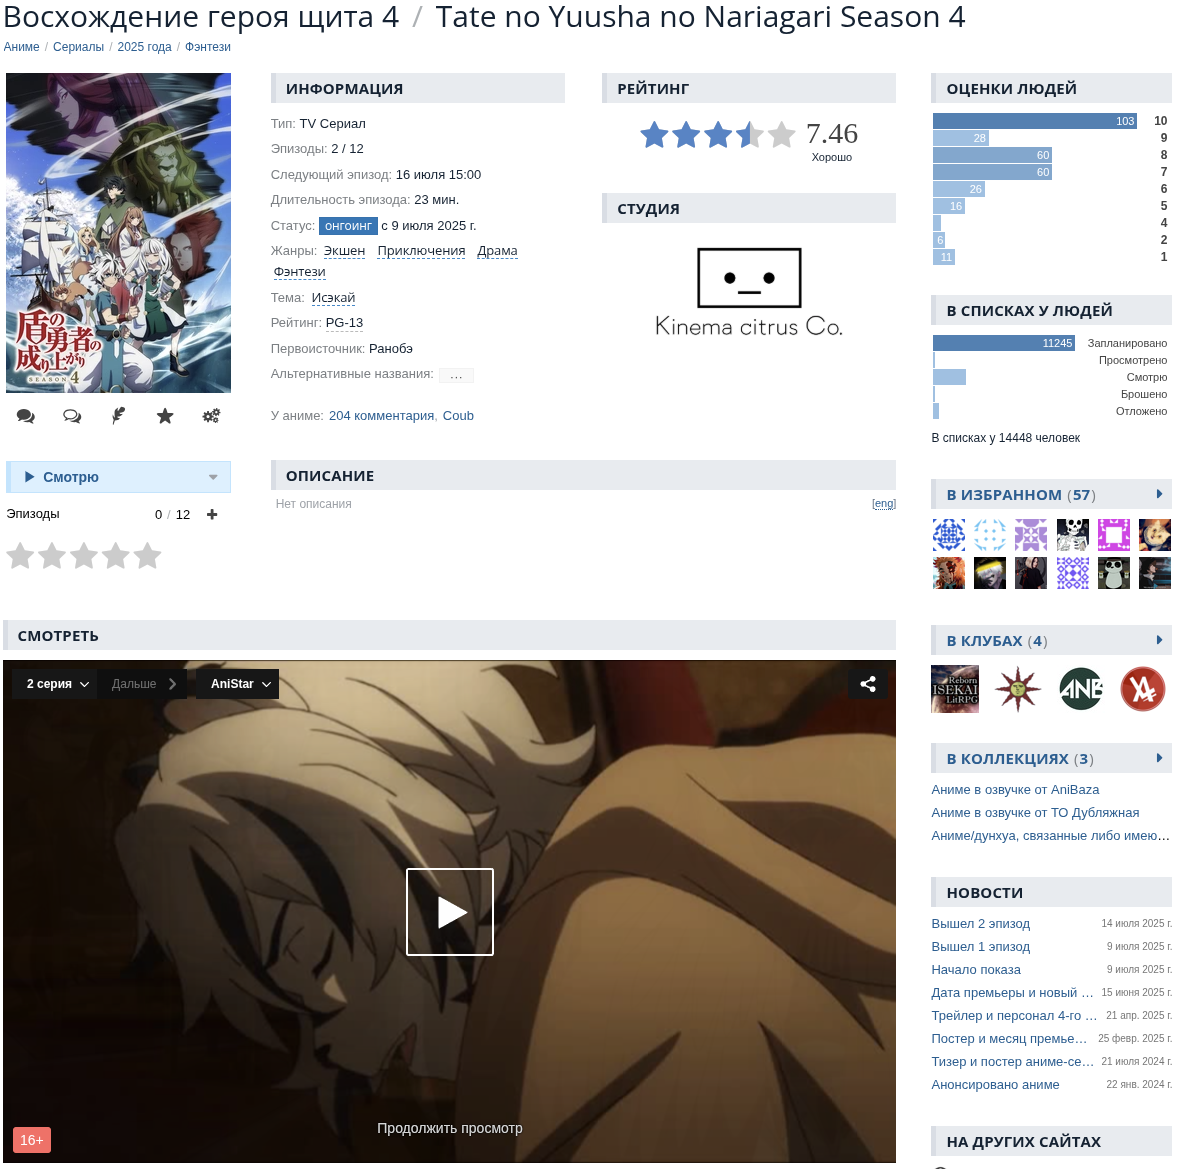 Восхождение героя щита 4 / Tate no Yuusha no Nariagari Season 4
Аниме / Сериалы / 2025 года / Фэнтези
盾の勇者の成り上がり
SEASON 4
Смотрю
Эпизоды 0 / 12
ИНФОРМАЦИЯ
Тип: TV Сериал
Эпизоды: 2 / 12
Следующий эпизод: 16 июля 15:00
Длительность эпизода: 23 мин.
Статус: онгоинг с 9 июля 2025 г.
Жанры: Экшен Приключения Драма
Фэнтези
Тема: Исэкай
Рейтинг: PG-13
Первоисточник: Ранобэ
Альтернативные названия: ...
У аниме: 204 комментария, Coub
РЕЙТИНГ
7.46
Хорошо
СТУДИЯ
Kinema citrus Co.
ОПИСАНИЕ
Нет описания [eng]
СМОТРЕТЬ
2 серия Дальше AniStar
Продолжить просмотр
16+
ОЦЕНКИ ЛЮДЕЙ
103 10
28 9
60 8
60 7
26 6
16 5
4
6 2
11 1
В СПИСКАХ У ЛЮДЕЙ
11245 Запланировано
Просмотрено
Смотрю
Брошено
Отложено
В списках у 14448 человек
В ИЗБРАННОМ (57)
В КЛУБАХ (4)
Reborn
ISEKAI
LitRPG
ANB
В КОЛЛЕКЦИЯХ (3)
Аниме в озвучке от AniBaza
Аниме в озвучке от ТО Дубляжная
Аниме/дунхуа, связанные либо имею...
НОВОСТИ
Вышел 2 эпизод 14 июля 2025 г.
Вышел 1 эпизод 9 июля 2025 г.
Начало показа 9 июля 2025 г.
Дата премьеры и новый ... 15 июня 2025 г.
Трейлер и персонал 4-го ... 21 апр. 2025 г.
Постер и месяц премье... 25 февр. 2025 г.
Тизер и постер аниме-се... 21 июля 2024 г.
Анонсировано аниме 22 янв. 2024 г.
НА ДРУГИХ САЙТАХ